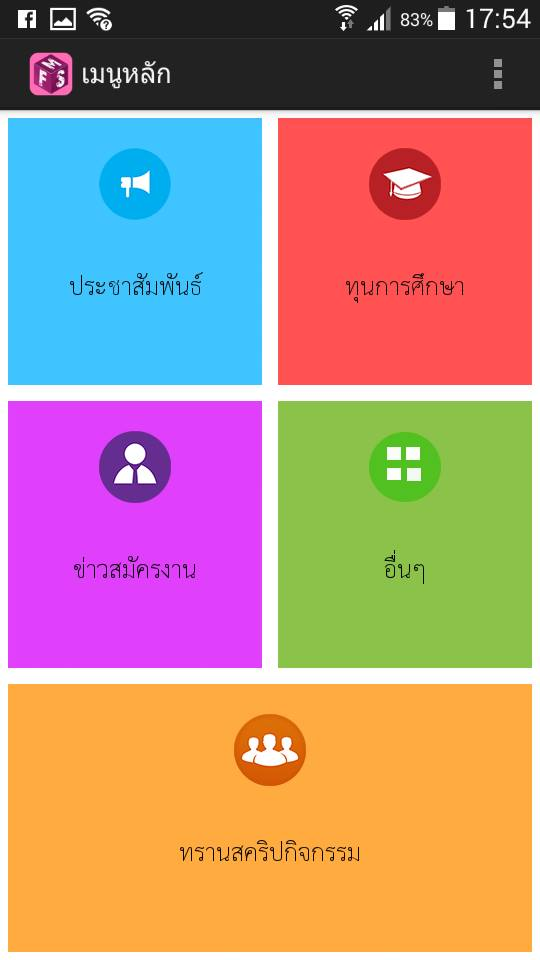 83% 17:54
MFS เมนูหลัก
ประชาสัมพันธ์
ทุนการศึกษา
ข่าวสมัครงาน
อื่นๆ
ทรานสคริปกิจกรรม